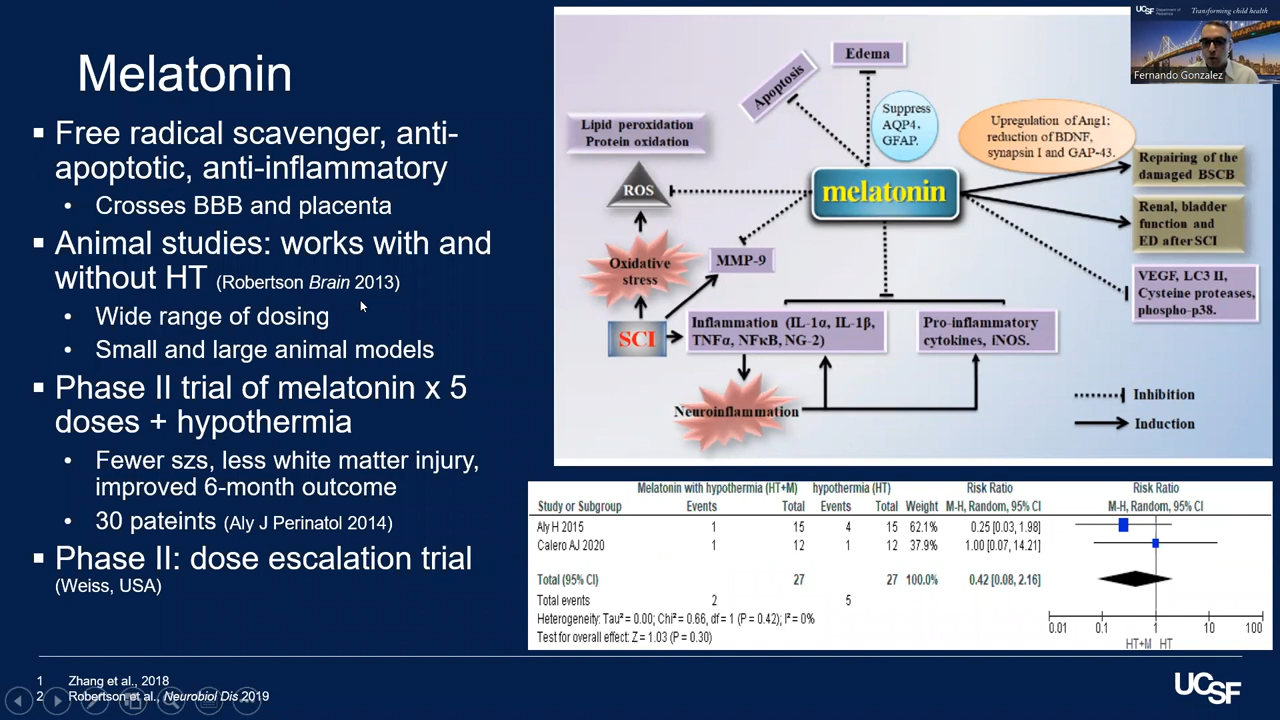 Melatonin
▪ Free radical scavenger, anti-
apoptotic, anti-inflammatory
• Crosses BBB and placenta
▪ Animal studies: works with and
without HT (Robertson Brain 2013)
• Wide range of dosing
• Small and large animal models
▪ Phase II trial of melatonin x 5
doses + hypothermia
• Fewer szs, less white matter injury,
improved 6-month outcome
• 30 pateints (Aly J Perinatol 2014)
▪ Phase II: dose escalation trial
(Weiss, USA)
Edema
Apoptosis
Suppress
AQP4,
GFAP.
Lipid peroxidation
Protein oxidation
Upregulation of Ang1;
reduction of BDNF,
synapsin I and GAP-43.
ROS
melatonin
Repairing of the
damaged BSCB
Renal, bladder
function and
ED after SCI
Oxidative
stress
MMP-9
VEGF, LC3 II,
Cysteine proteases,
phospho-p38.
SCI
Inflammation (IL-1α, IL-1β,
TNFα, NFκB, NG-2)
Pro-inflammatory
cytokines, iNOS.
Neuroinflammation
Inhibition
Induction
Melatonin with hypothermia (HT+M) hypothermia (HT) Risk Ratio Risk Ratio
Study or Subgroup Events Total Events Total Weight M-H, Random, 95% CI M-H, Random, 95% CI
Aly H 2015 1 15 4 15 62.1% 0.25 [0.03, 1.98]
Calero AJ 2020 1 12 1 12 37.9% 1.00 [0.07, 14.21]
Total (95% CI) 27 27 100.0% 0.42 [0.08, 2.16]
Total events 2 5
Heterogeneity: Tau² = 0.00; Chi² = 0.66, df = 1 (P = 0.42); I² = 0%
Test for overall effect: Z = 1.03 (P = 0.30)
0.01 0.1 1 10 100
HT+M HT
1 Zhang et al., 2018
2 Robertson et al., Neurobiol Dis 2019
UCSF
UCSF Department of Pediatrics Transforming child health
Fernando Gonzalez